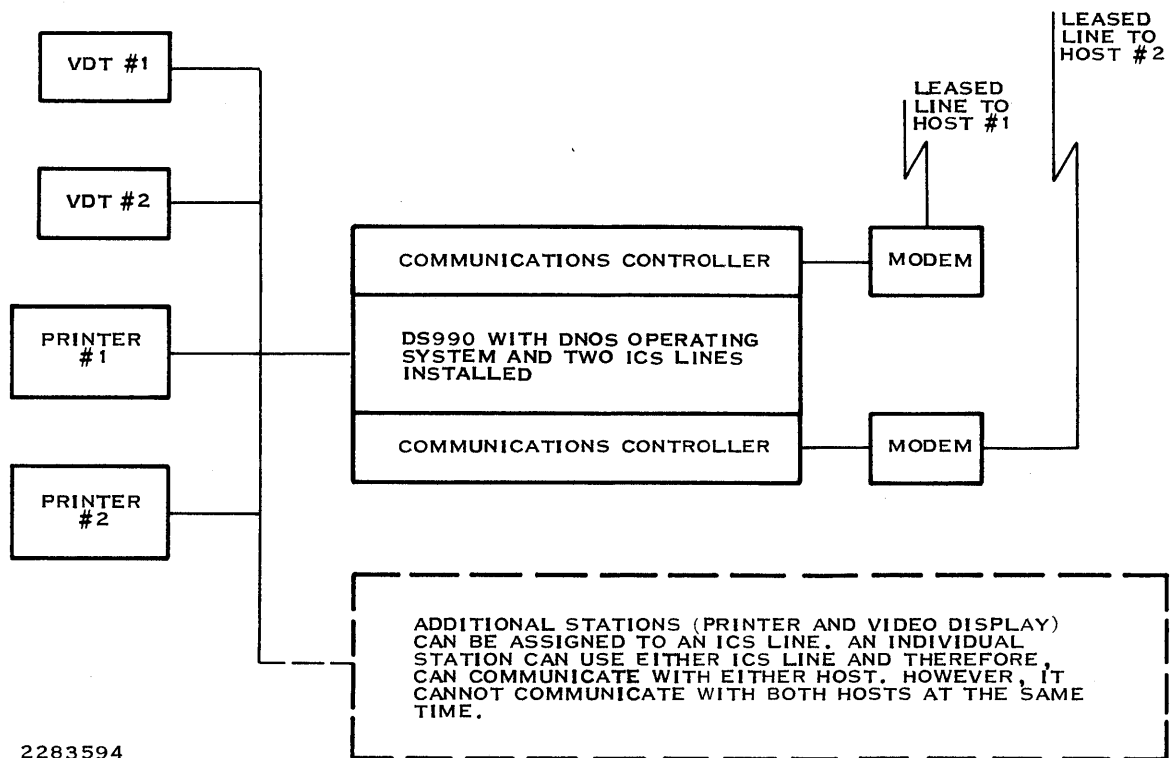 LEASED
LINE TO
HOST #2
VDT #1
LEASED
LINE TO
HOST #1
VDT #2
COMMUNICATIONS CONTROLLER
MODEM
PRINTER
#1
DS990 WITH DNOS OPERATING
SYSTEM AND TWO ICS LINES
INSTALLED
COMMUNICATIONS CONTROLLER
MODEM
PRINTER
#2
ADDITIONAL STATIONS (PRINTER AND VIDEO DISPLAY)
CAN BE ASSIGNED TO AN ICS LINE. AN INDIVIDUAL
STATION CAN USE EITHER ICS LINE AND THEREFORE,
CAN COMMUNICATE WITH EITHER HOST. HOWEVER, IT
CANNOT COMMUNICATE WITH BOTH HOSTS AT THE SAME
TIME.
2283594